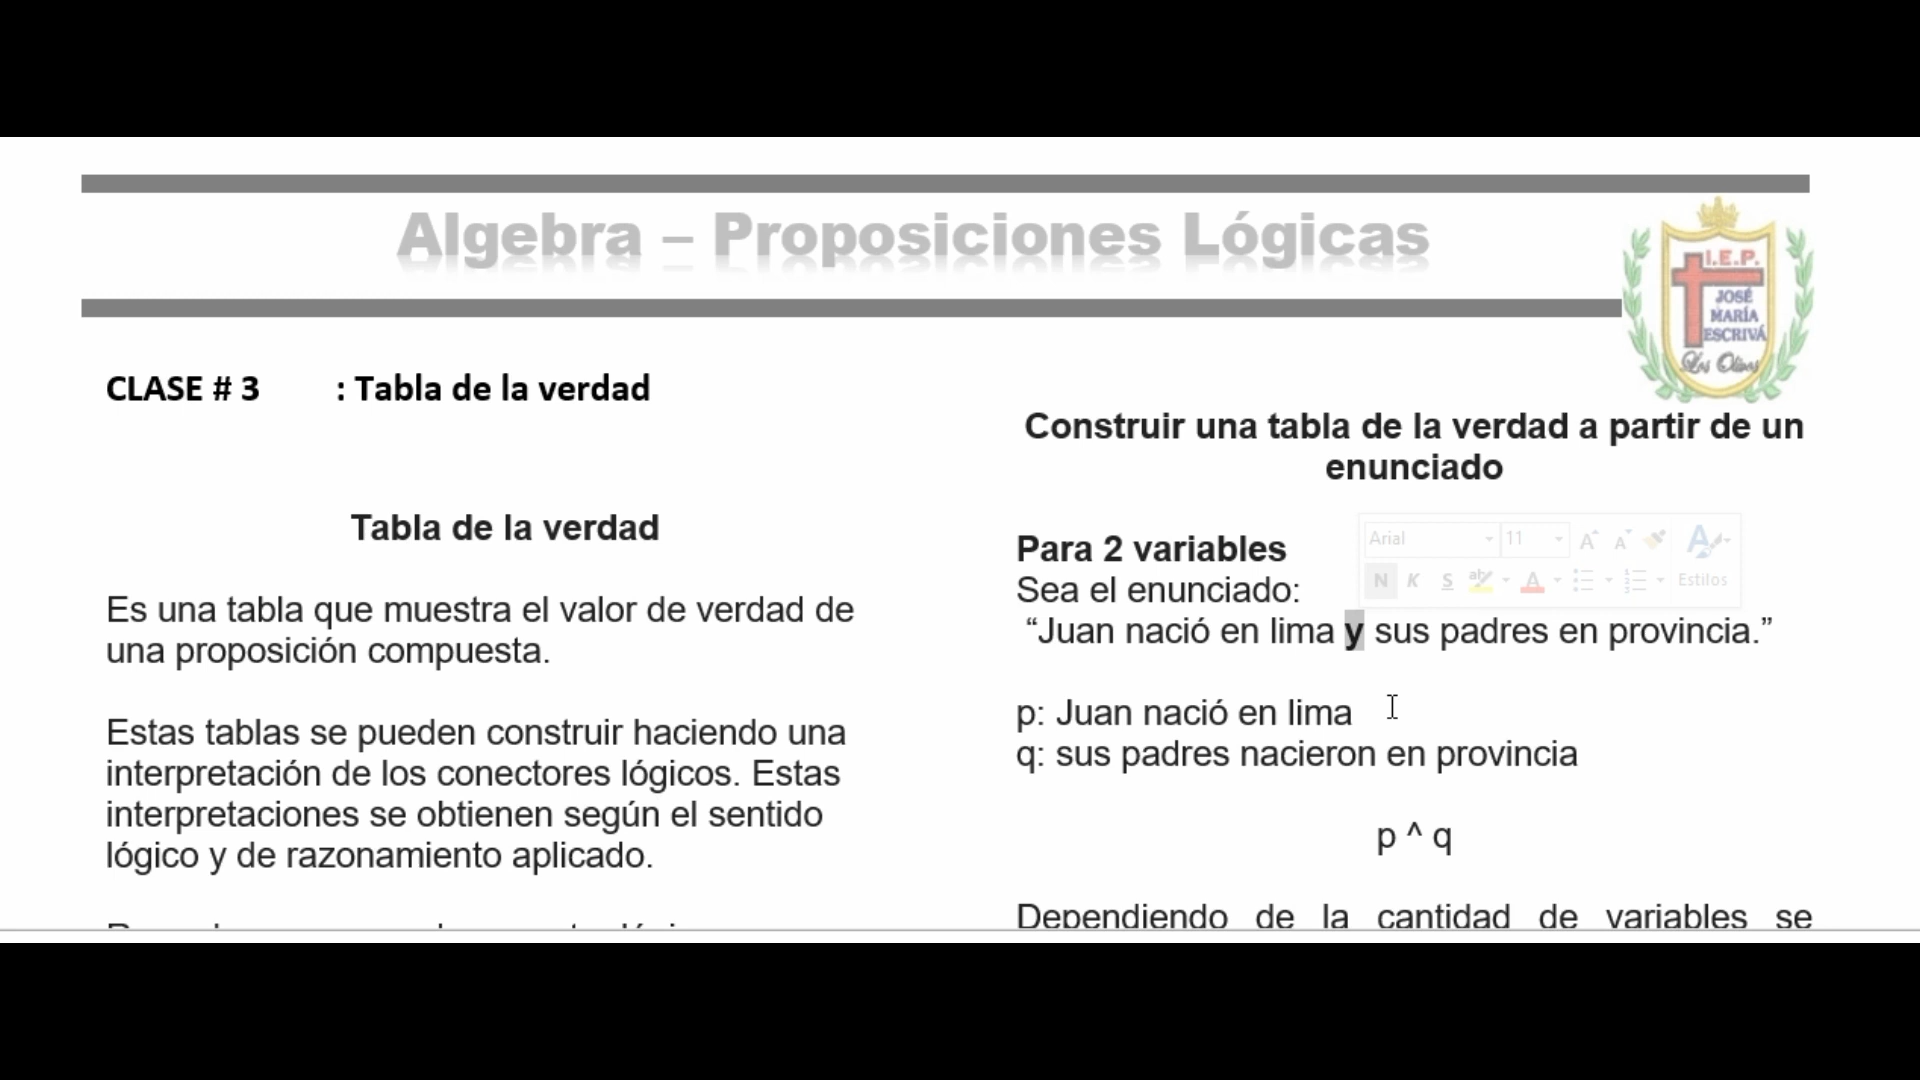 Algebra – Proposiciones Lógicas
I.E.P.
JOSÉ
MARÍA
ESCRIVÁ
Los Olivos
CLASE # 3 : Tabla de la verdad
Tabla de la verdad
Es una tabla que muestra el valor de verdad de
una proposición compuesta.
Estas tablas se pueden construir haciendo una
interpretación de los conectores lógicos. Estas
interpretaciones se obtienen según el sentido
lógico y de razonamiento aplicado.
Construir una tabla de la verdad a partir de un
enunciado
Para 2 variables
Sea el enunciado:
“Juan nació en lima y sus padres en provincia.”
p: Juan nació en lima
q: sus padres nacieron en provincia
p ^ q
Dependiendo de la cantidad de variables se
Arial 11
N K S Estilos